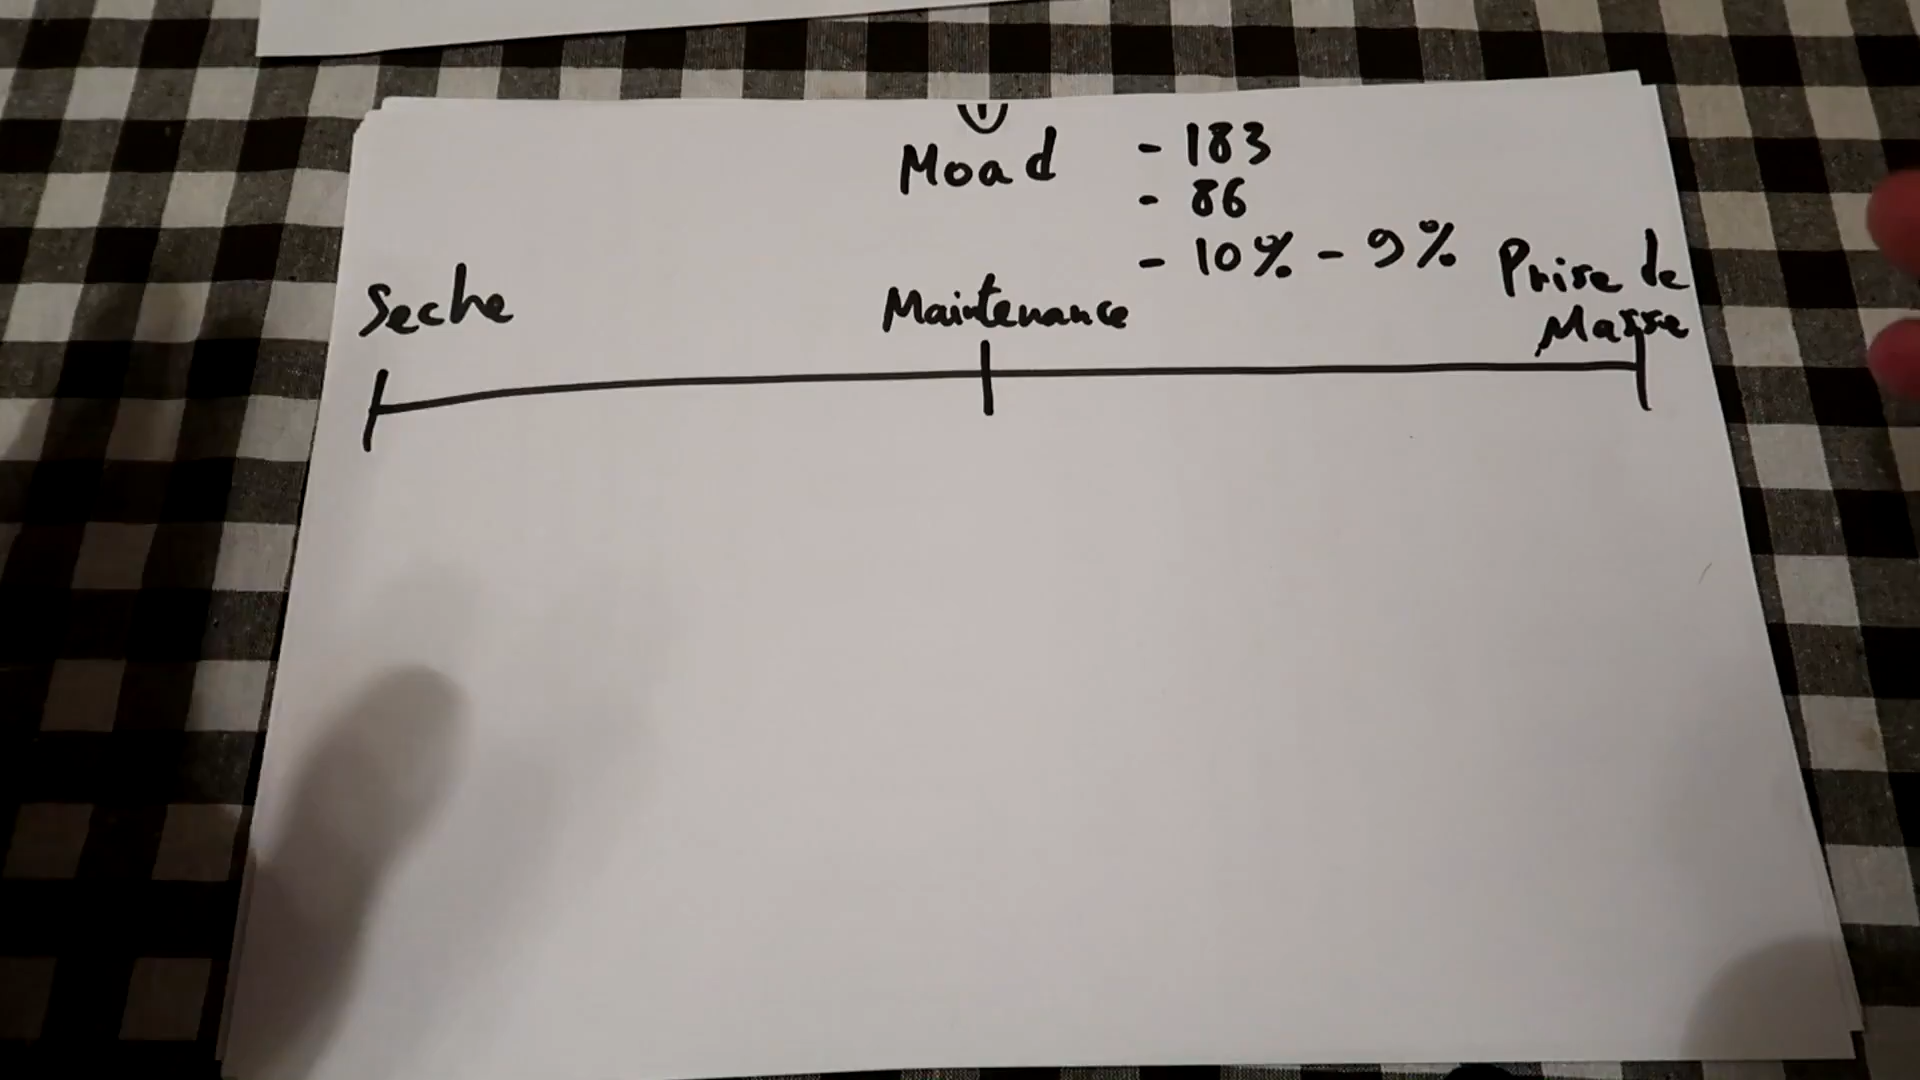 Moad
- 183
- 86
- 10% - 9%
Seche
Maintenance
Prise de
Masse